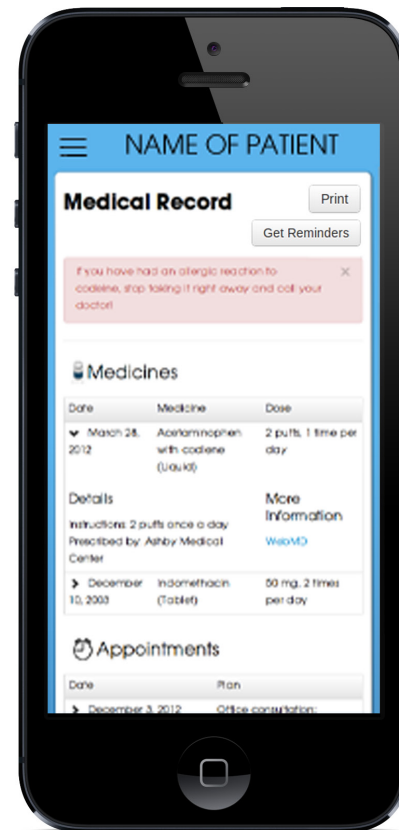 NAME OF PATIENT
Medical Record
Print
Get Reminders
If you have had an allergic reaction to
codeine, stop taking it right away and call your
doctor!
×
Medicines
Date Medicine Dose
March 28, Acetaminophen 2 puffs, 1 time per
2012 with codiene day
(Liquid)
Details More
Information
Instructions: 2 puffs once a day
Prescribed by: Ashby Medical WebMD
Center
December Indomethacin 50 mg, 2 times
10, 2003 (Tablet) per day
Appointments
Date Plan
December 3, 2012 Office consultation: